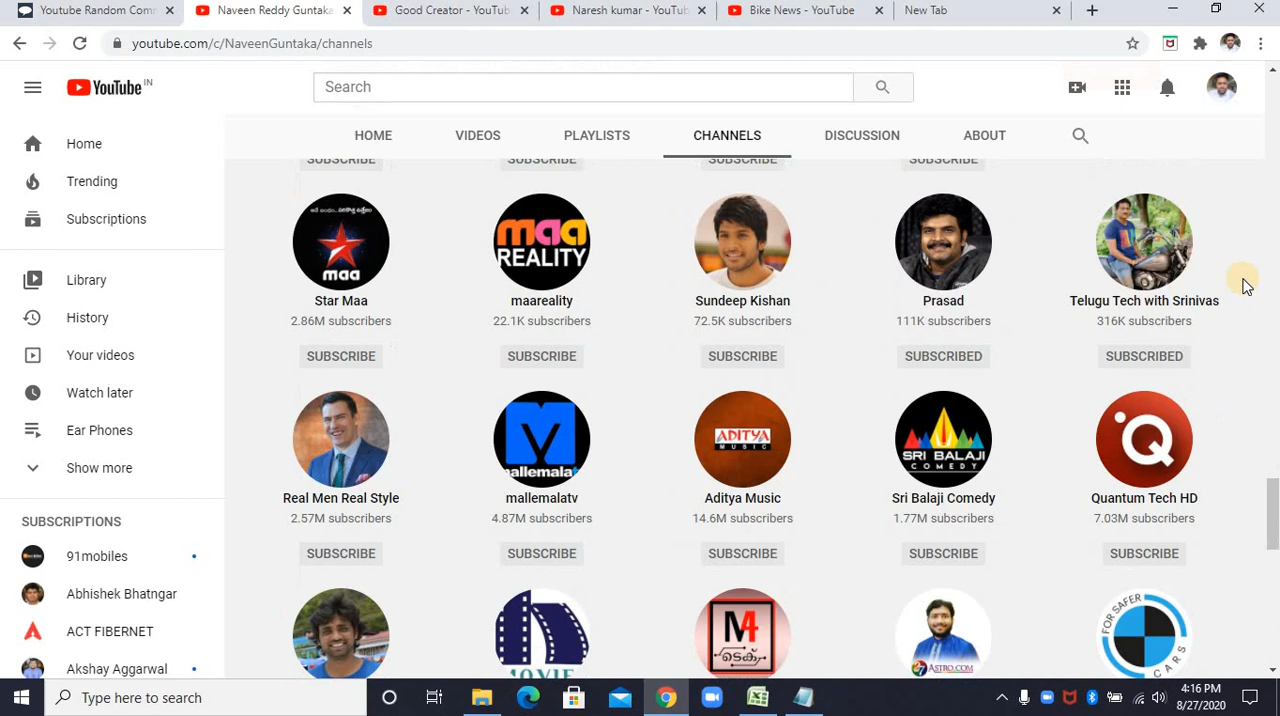 Youtube Random Comm
Naveen Reddy Guntaka
Good Creator - YouTub
Naresh kumar - YouTub
Bike News - YouTube
New Tab
youtube.com/c/NaveenGuntaka/channels
YouTube IN
Search
HOME
VIDEOS
PLAYLISTS
CHANNELS
DISCUSSION
ABOUT
Home
Trending
Subscriptions
Library
History
Your videos
Watch later
Ear Phones
Show more
SUBSCRIPTIONS
91mobiles
Abhishek Bhatngar
ACT FIBERNET
Akshay Aggarwal
SUBSCRIBE
SUBSCRIBE
SUBSCRIBE
SUBSCRIBE
maa
maa
REALITY
Star Maa
maareality
Sundeep Kishan
Prasad
Telugu Tech with Srinivas
2.86M subscribers
22.1K subscribers
72.5K subscribers
111K subscribers
316K subscribers
SUBSCRIBE
SUBSCRIBE
SUBSCRIBE
SUBSCRIBED
SUBSCRIBED
mallemalatv
ADITYA
MUSIC
SRI BALAJI
COMEDY
Q
Real Men Real Style
mallemalatv
Aditya Music
Sri Balaji Comedy
Quantum Tech HD
2.57M subscribers
4.87M subscribers
14.6M subscribers
1.77M subscribers
7.03M subscribers
SUBSCRIBE
SUBSCRIBE
SUBSCRIBE
SUBSCRIBE
SUBSCRIBE
MOVIE
M4
ടെക്
ASTRO.COM
FOR SAFER
CARS
Type here to search
4:16 PM
8/27/2020